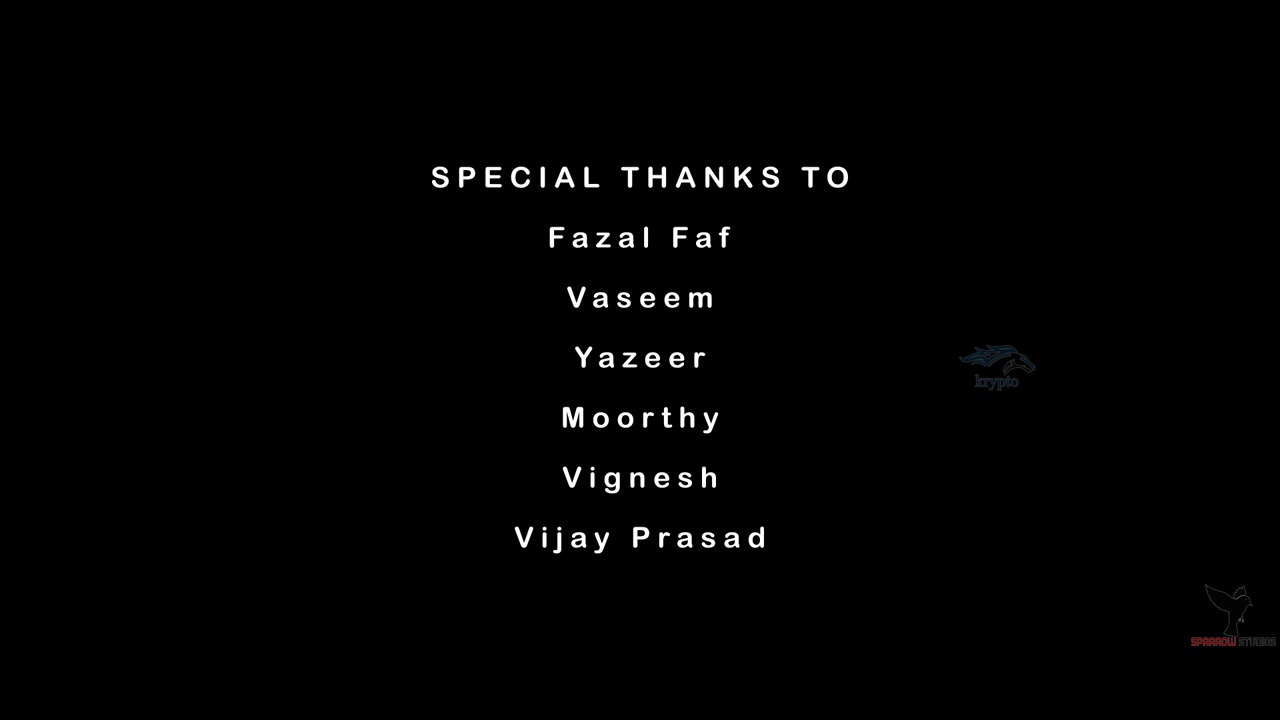 SPECIAL THANKS TO
Fazal Faf
Vaseem
Yazeer
krypto
Moorthy
Vignesh
Vijay Prasad
SPARROW STUDIOS